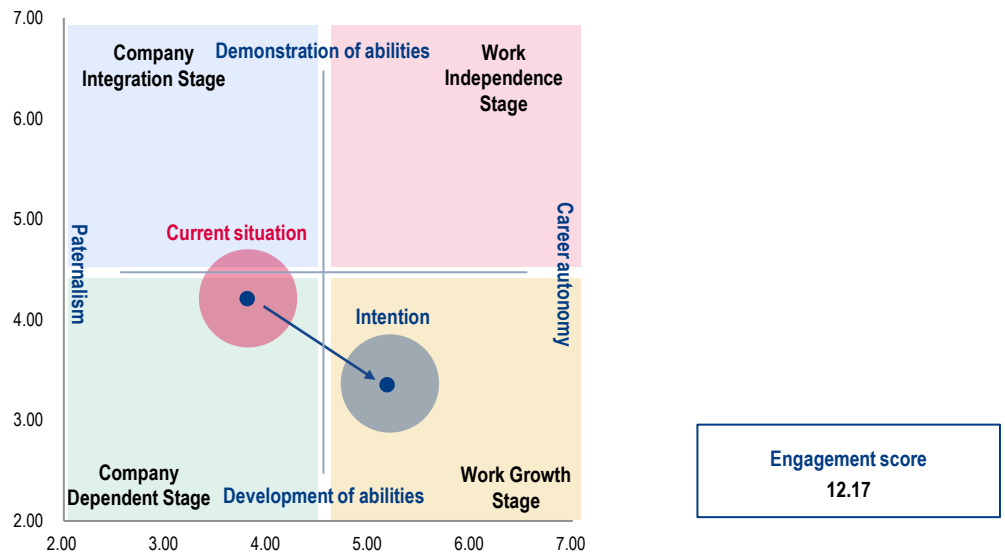 7.00
Company
Integration Stage
Demonstration of abilities
Work
Independence
Stage
6.00
5.00
Paternalism
Current situation
Career autonomy
4.00
Intention
3.00
Company
Dependent Stage
Development of abilities
Work Growth
Stage
2.00
2.00 3.00 4.00 5.00 6.00 7.00
Engagement score
12.17